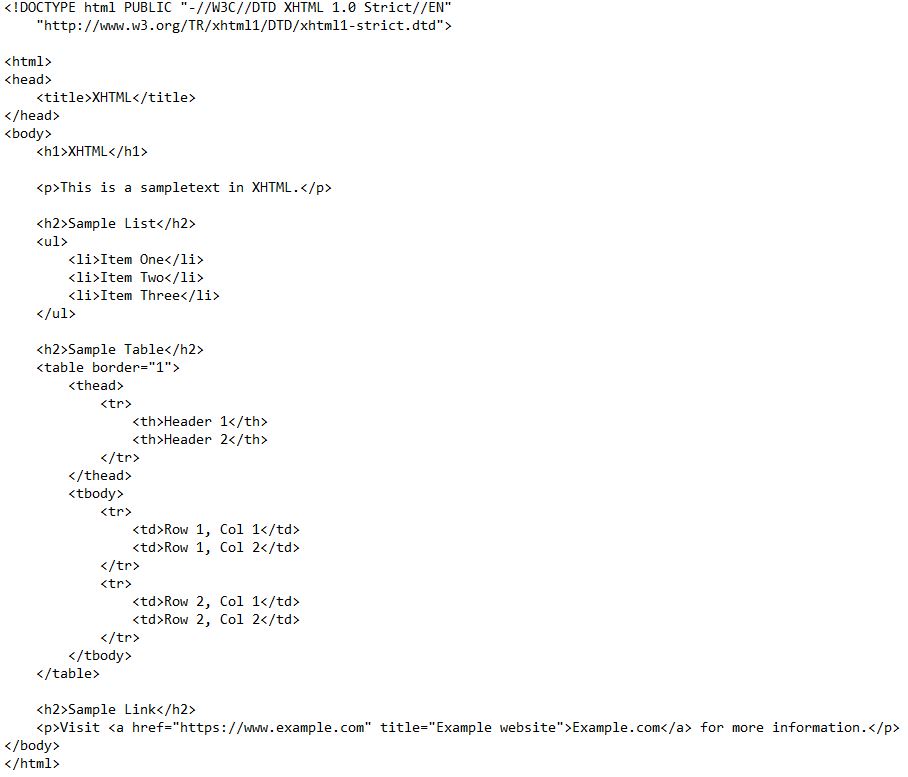 <!DOCTYPE html PUBLIC "-//W3C//DTD XHTML 1.0 Strict//EN"
    "http://www.w3.org/TR/xhtml1/DTD/xhtml1-strict.dtd">

<html>
<head>
    <title>XHTML</title>
</head>
<body>
    <h1>XHTML</h1>

    <p>This is a sampletext in XHTML.</p>

    <h2>Sample List</h2>
    <ul>
        <li>Item One</li>
        <li>Item Two</li>
        <li>Item Three</li>
    </ul>

    <h2>Sample Table</h2>
    <table border="1">
        <thead>
            <tr>
                <th>Header 1</th>
                <th>Header 2</th>
            </tr>
        </thead>
        <tbody>
            <tr>
                <td>Row 1, Col 1</td>
                <td>Row 1, Col 2</td>
            </tr>
            <tr>
                <td>Row 2, Col 1</td>
                <td>Row 2, Col 2</td>
            </tr>
        </tbody>
    </table>

    <h2>Sample Link</h2>
    <p>Visit <a href="https://www.example.com" title="Example website">Example.com</a> for more information.</p>
</body>
</html>